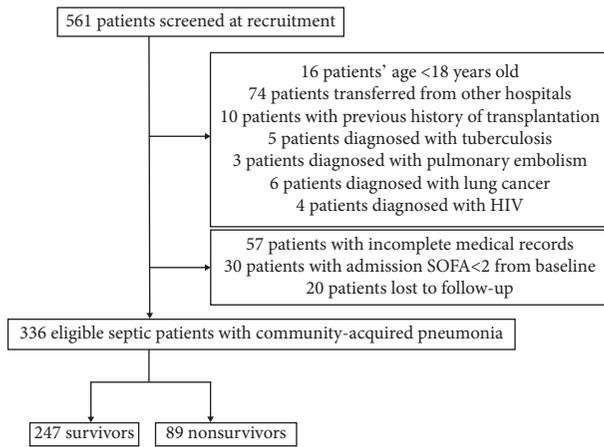 561 patients screened at recruitment
16 patients' age <18 years old
74 patients transferred from other hospitals
10 patients with previous history of transplantation
5 patients diagnosed with tuberculosis
3 patients diagnosed with pulmonary embolism
6 patients diagnosed with lung cancer
4 patients diagnosed with HIV
57 patients with incomplete medical records
30 patients with admission SOFA<2 from baseline
20 patients lost to follow-up
336 eligible septic patients with community-acquired pneumonia
247 survivors
89 nonsurvivors